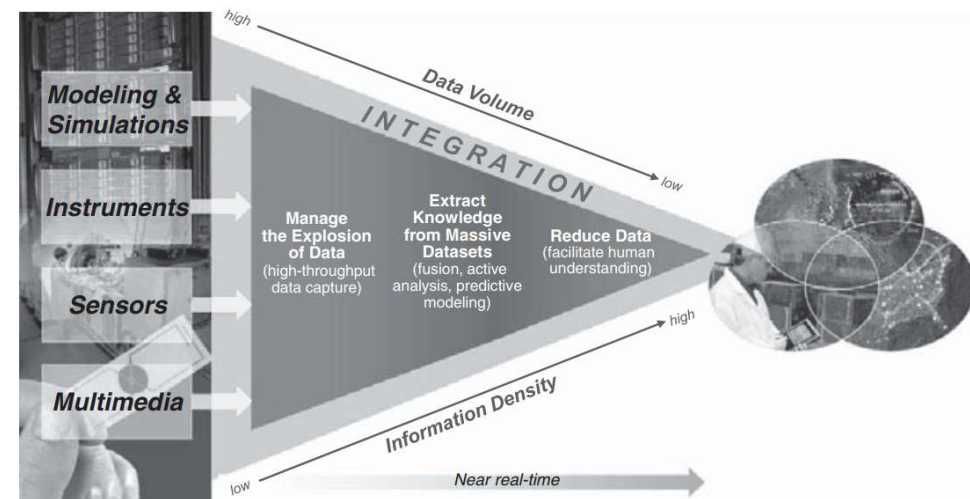 Modeling &
Simulations
Instruments
Sensors
Multimedia
high
Data Volume
low
INTEGRATION
Manage
the Explosion
of Data
(high-throughput
data capture)
Extract
Knowledge
from Massive
Datasets
(fusion, active
analysis, predictive
modeling)
Reduce Data
(facilitate human
understanding)
low
Information Density
high
Near real-time